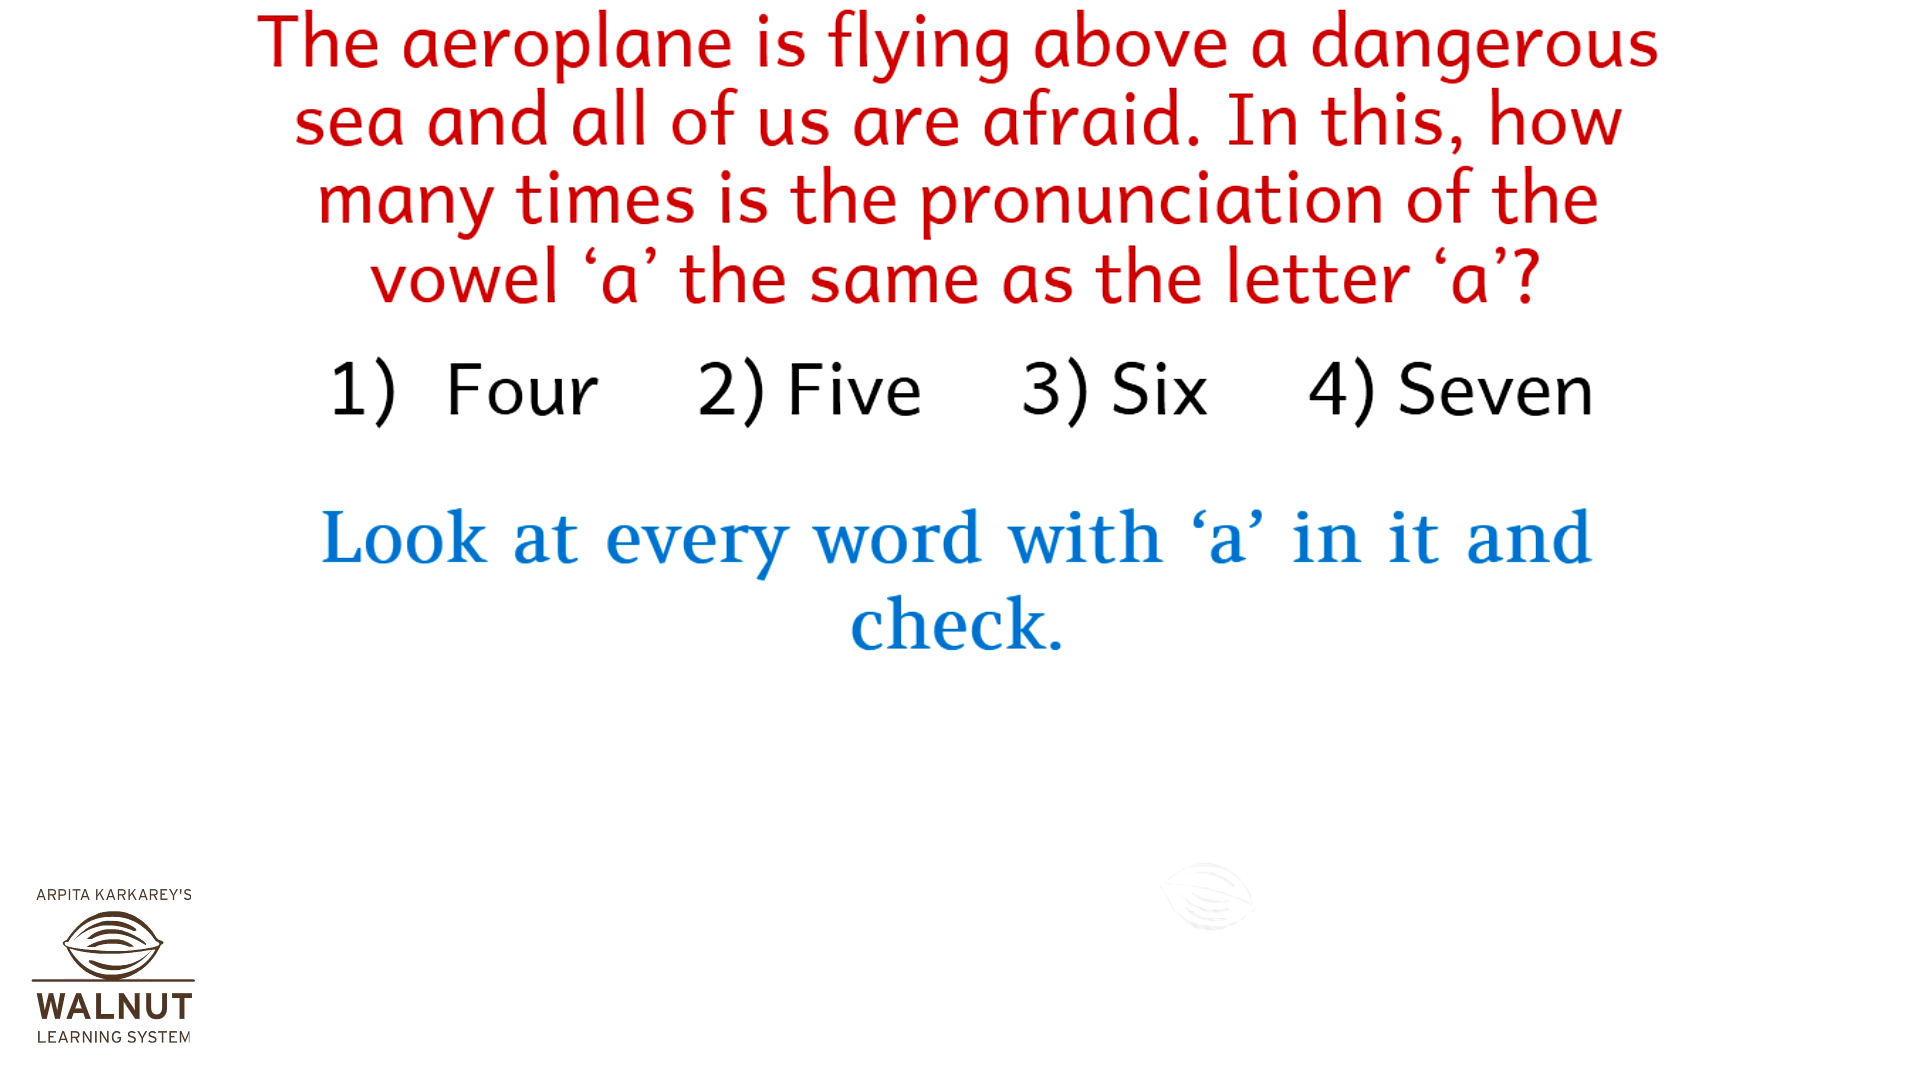 The aeroplane is flying above a dangerous
sea and all of us are afraid. In this, how
many times is the pronunciation of the
vowel ‘a’ the same as the letter ‘a’?
1) Four 2) Five 3) Six 4) Seven
Look at every word with ‘a’ in it and
check.
ARPITA KARKAREY'S
WALNUT
LEARNING SYSTEM